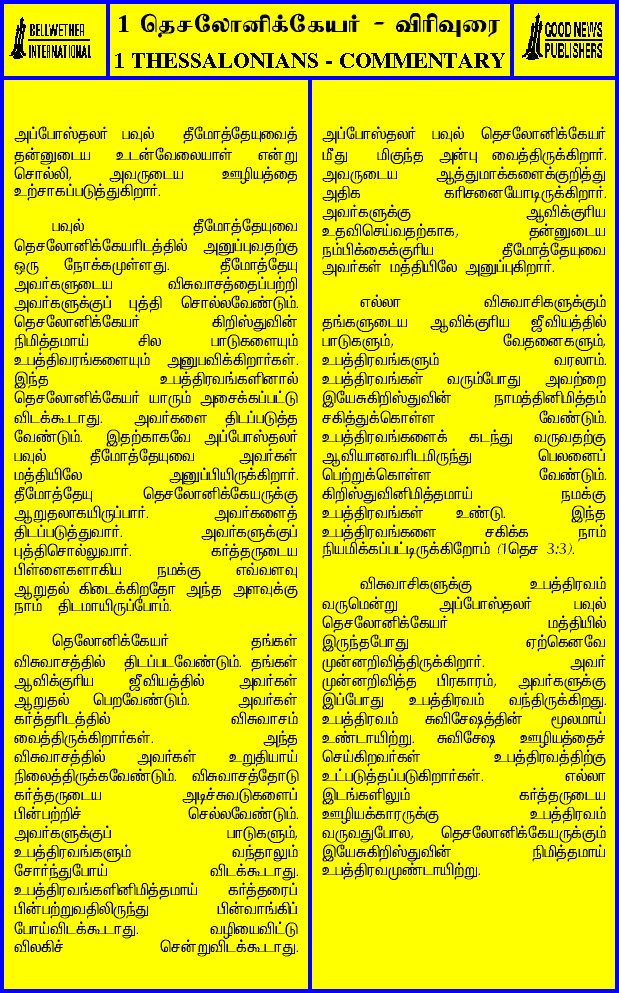 BELLWETHER
INTERNATIONAL
1 தெசலோனிக்கேயர் - விரிவுரை
1 THESSALONIANS - COMMENTARY
GOOD NEWS
PUBLISHERS
அப்போஸ்தலர் பவுல் தீமோத்தேயுவைத்
தன்னுடைய உடன்வேலையாள் என்று
சொல்லி, அவருடைய ஊழியத்தை
உற்சாகப்படுத்துகிறார்.
பவுல் தீமோத்தேயுவை
தெசலோனிக்கேயரிடத்தில் அனுப்புவதற்கு
ஒரு நோக்கமுள்ளது. தீமோத்தேயு
அவர்களுடைய விசுவாசத்தைப்பற்றி
அவர்களுக்குப் புத்தி சொல்லவேண்டும்.
தெசலோனிக்கேயர் கிறிஸ்துவின்
நிமித்தமாய் சில பாடுகளையும்
உபத்திவரங்களையும் அனுபவிக்கிறார்கள்.
இந்த உபத்திரவங்களினால்
தெசலோனிக்கேயர் யாரும் அசைக்கப்பட்டு
விடக்கூடாது. அவர்களை திடப்படுத்த
வேண்டும். இதற்காகவே அப்போஸ்தலர்
பவுல் தீமோத்தேயுவை அவர்கள்
மத்தியிலே அனுப்பியிருக்கிறார்.
தீமோத்தேயு தெசலோனிக்கேயருக்கு
ஆறுதலாகயிருப்பார். அவர்களைத்
திடப்படுத்துவார். அவர்களுக்குப்
புத்திசொல்லுவார். கர்த்தருடைய
பிள்ளைகளாகிய நமக்கு எவ்வளவு
ஆறுதல் கிடைக்கிறதோ அந்த அளவுக்கு
நாம் திடமாயிருப்போம்.
தெலோனிக்கேயர் தங்கள்
விசுவாசத்தில் திடப்படவேண்டும். தங்கள்
ஆவிக்குரிய ஜீவியத்தில் அவர்கள்
ஆறுதல் பெறவேண்டும். அவர்கள்
கர்த்தரிடத்தில் விசுவாசம்
வைத்திருக்கிறார்கள். அந்த
விசுவாசத்தில் அவர்கள் உறுதியாய்
நிலைத்திருக்கவேண்டும். விசுவாசத்தோடு
கர்த்தருடைய அடிச்சுவடுகளைப்
பின்பற்றிச் செல்லவேண்டும்.
அவர்களுக்குப் பாடுகளும்,
உபத்திரவங்களும் வந்தாலும்
சோர்ந்துபோய் விடக்கூடாது.
உபத்திரவங்களினிமித்தமாய் கர்த்தரைப்
பின்பற்றுவதிலிருந்து பின்வாங்கிப்
போய்விடக்கூடாது. வழியைவிட்டு
விலகிச் சென்றுவிடக்கூடாது.
அப்போஸ்தலர் பவுல் தெசலோனிக்கேயர்
மீது மிகுந்த அன்பு வைத்திருக்கிறார்.
அவருடைய ஆத்துமாக்களைக்குறித்து
அதிக கரிசனையோடிருக்கிறார்.
அவர்களுக்கு ஆவிக்குரிய
உதவிசெய்வதற்காக, தன்னுடைய
நம்பிக்கைக்குரிய தீமோத்தேயுவை
அவர்கள் மத்தியிலே அனுப்புகிறார்.
எல்லா விசுவாசிகளுக்கும்
தங்களுடைய ஆவிக்குரிய ஜீவியத்தில்
பாடுகளும், வேதனைகளும்,
உபத்திரவங்களும் வரலாம்.
உபத்திரவங்கள் வரும்போது அவற்றை
இயேசுகிறிஸ்துவின் நாமத்தினிமித்தம்
சகித்துக்கொள்ள வேண்டும்.
உபத்திரவங்களைக் கடந்து வருவதற்கு
ஆவியானவரிடமிருந்து பெலனைப்
பெற்றுக்கொள்ள வேண்டும்.
கிறிஸ்துவினிமித்தமாய் நமக்கு
உபத்திரவங்கள் உண்டு. இந்த
உபத்திரவங்களை சகிக்க நாம்
நியமிக்கப்பட்டிருக்கிறோம் (1தெச 3:3).
விசுவாசிகளுக்கு உபத்திரவம்
வருமென்று அப்போஸ்தலர் பவுல்
தெசலோனிக்கேயர் மத்தியில்
இருந்தபோது ஏற்கெனவே
முன்னறிவித்திருக்கிறார். அவர்
முன்னறிவித்த பிரகாரம், அவர்களுக்கு
இப்போது உபத்திரவம் வந்திருக்கிறது.
உபத்திரவம் சுவிசேஷத்தின் மூலமாய்
உண்டாயிற்று. சுவிசேஷ ஊழியத்தைச்
செய்கிறவர்கள் உபத்திரவத்திற்கு
உட்படுத்தப்படுகிறார்கள். எல்லா
இடங்களிலும் கர்த்தருடைய
ஊழியக்காரருக்கு உபத்திரவம்
வருவதுபோல, தெசலோனிக்கேயருக்கும்
இயேசுகிறிஸ்துவின் நிமித்தமாய்
உபத்திரவமுண்டாயிற்று.